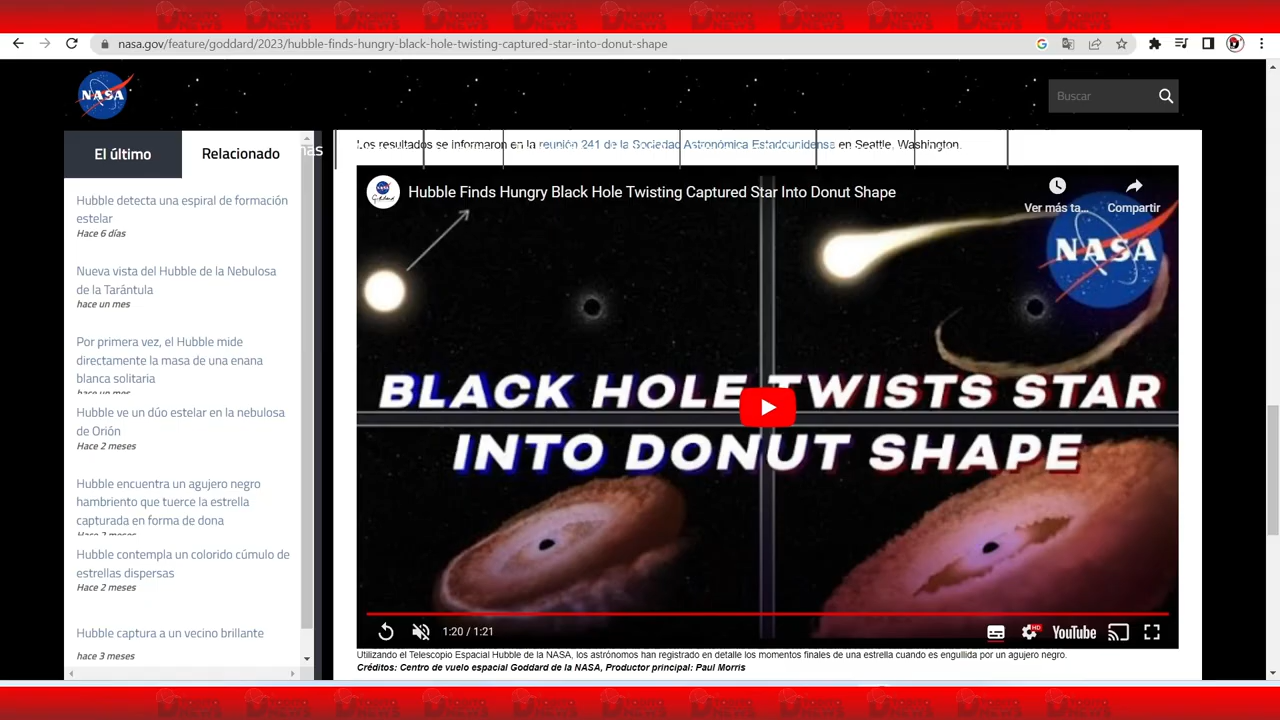 nasa.gov/feature/goddard/2023/hubble-finds-hungry-black-hole-twisting-captured-star-into-donut-shape
NASA
Buscar
El último
Relacionado
Hubble detecta una espiral de formación
estelar
Hace 6 días
Nueva vista del Hubble de la Nebulosa
de la Tarántula
hace un mes
Por primera vez, el Hubble mide
directamente la masa de una enana
blanca solitaria
hace un mes
Hubble ve un dúo estelar en la nebulosa
de Orión
Hace 2 meses
Hubble encuentra un agujero negro
hambriento que tuerce la estrella
capturada en forma de dona
Hubble contempla un colorido cúmulo de
estrellas dispersas
Hace 2 meses
Hubble captura a un vecino brillante
hace 3 meses
Los resultados se informaron en la reunión 241 de la Sociedad Astronómica Estadounidense en Seattle, Washington.
Hubble Finds Hungry Black Hole Twisting Captured Star Into Donut Shape
Ver más ta...
Compartir
NASA
BLACK HOLE TWISTS STAR
INTO DONUT SHAPE
1:20 / 1:21
HD
YouTube
Utilizando el Telescopio Espacial Hubble de la NASA, los astrónomos han registrado en detalle los momentos finales de una estrella cuando es engullida por un agujero negro.
Créditos: Centro de vuelo espacial Goddard de la NASA, Productor principal: Paul Morris